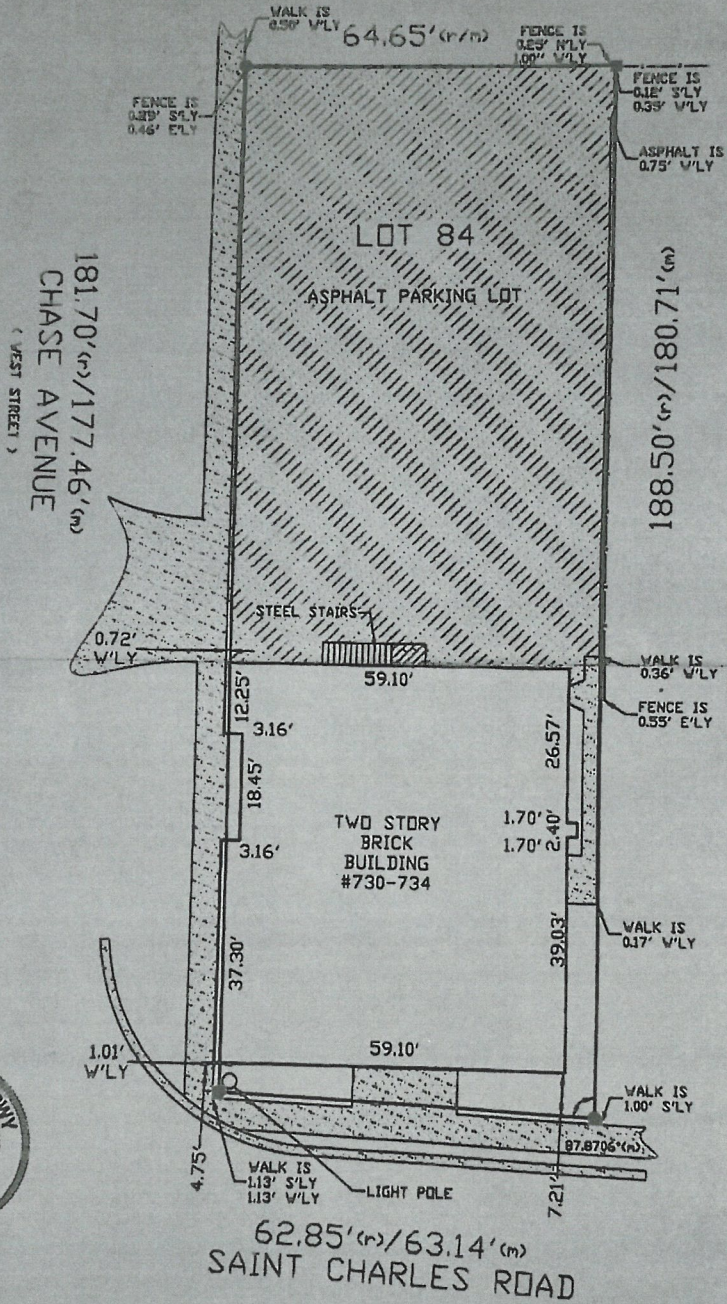 WALK IS
0.50' W'LY
64.65'(r/m)
FENCE IS
0.25' N'LY
1.00" W'LY
FENCE IS
0.29' S'LY
0.46' E'LY
FENCE IS
0.12' S'LY
0.35' W'LY
ASPHALT IS
0.75' W'LY
LOT 84
ASPHALT PARKING LOT
181.70'(r)/177.46'(m)
CHASE AVENUE
( WEST STREET )
188.50'(r)/180.71'(m)
STEEL STAIRS
0.72'
W'LY
59.10'
WALK IS
0.36' W'LY
FENCE IS
0.55' E'LY
12.25'
3.16'
18.45'
3.16'
26.57'
1.70'
1.70'
2.40'
TWO STORY
BRICK
BUILDING
#730-734
37.30'
39.03'
WALK IS
0.17' W'LY
1.01'
W'LY
59.10'
WALK IS
1.00' S'LY
87.8706°(m)
4.75'
WALK IS
1.13' S'LY
1.13' W'LY
LIGHT POLE
7.21'
62.85'(r)/63.14'(m)
SAINT CHARLES ROAD